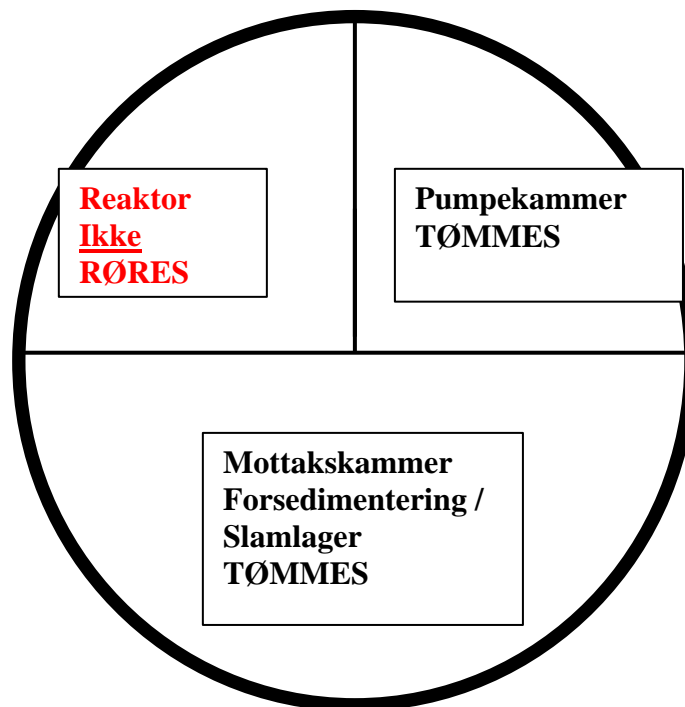 Reaktor
Ikke
RØRES
Pumpekammer
TØMMES
Mottakskammer
Forsedimentering /
Slamlager
TØMMES